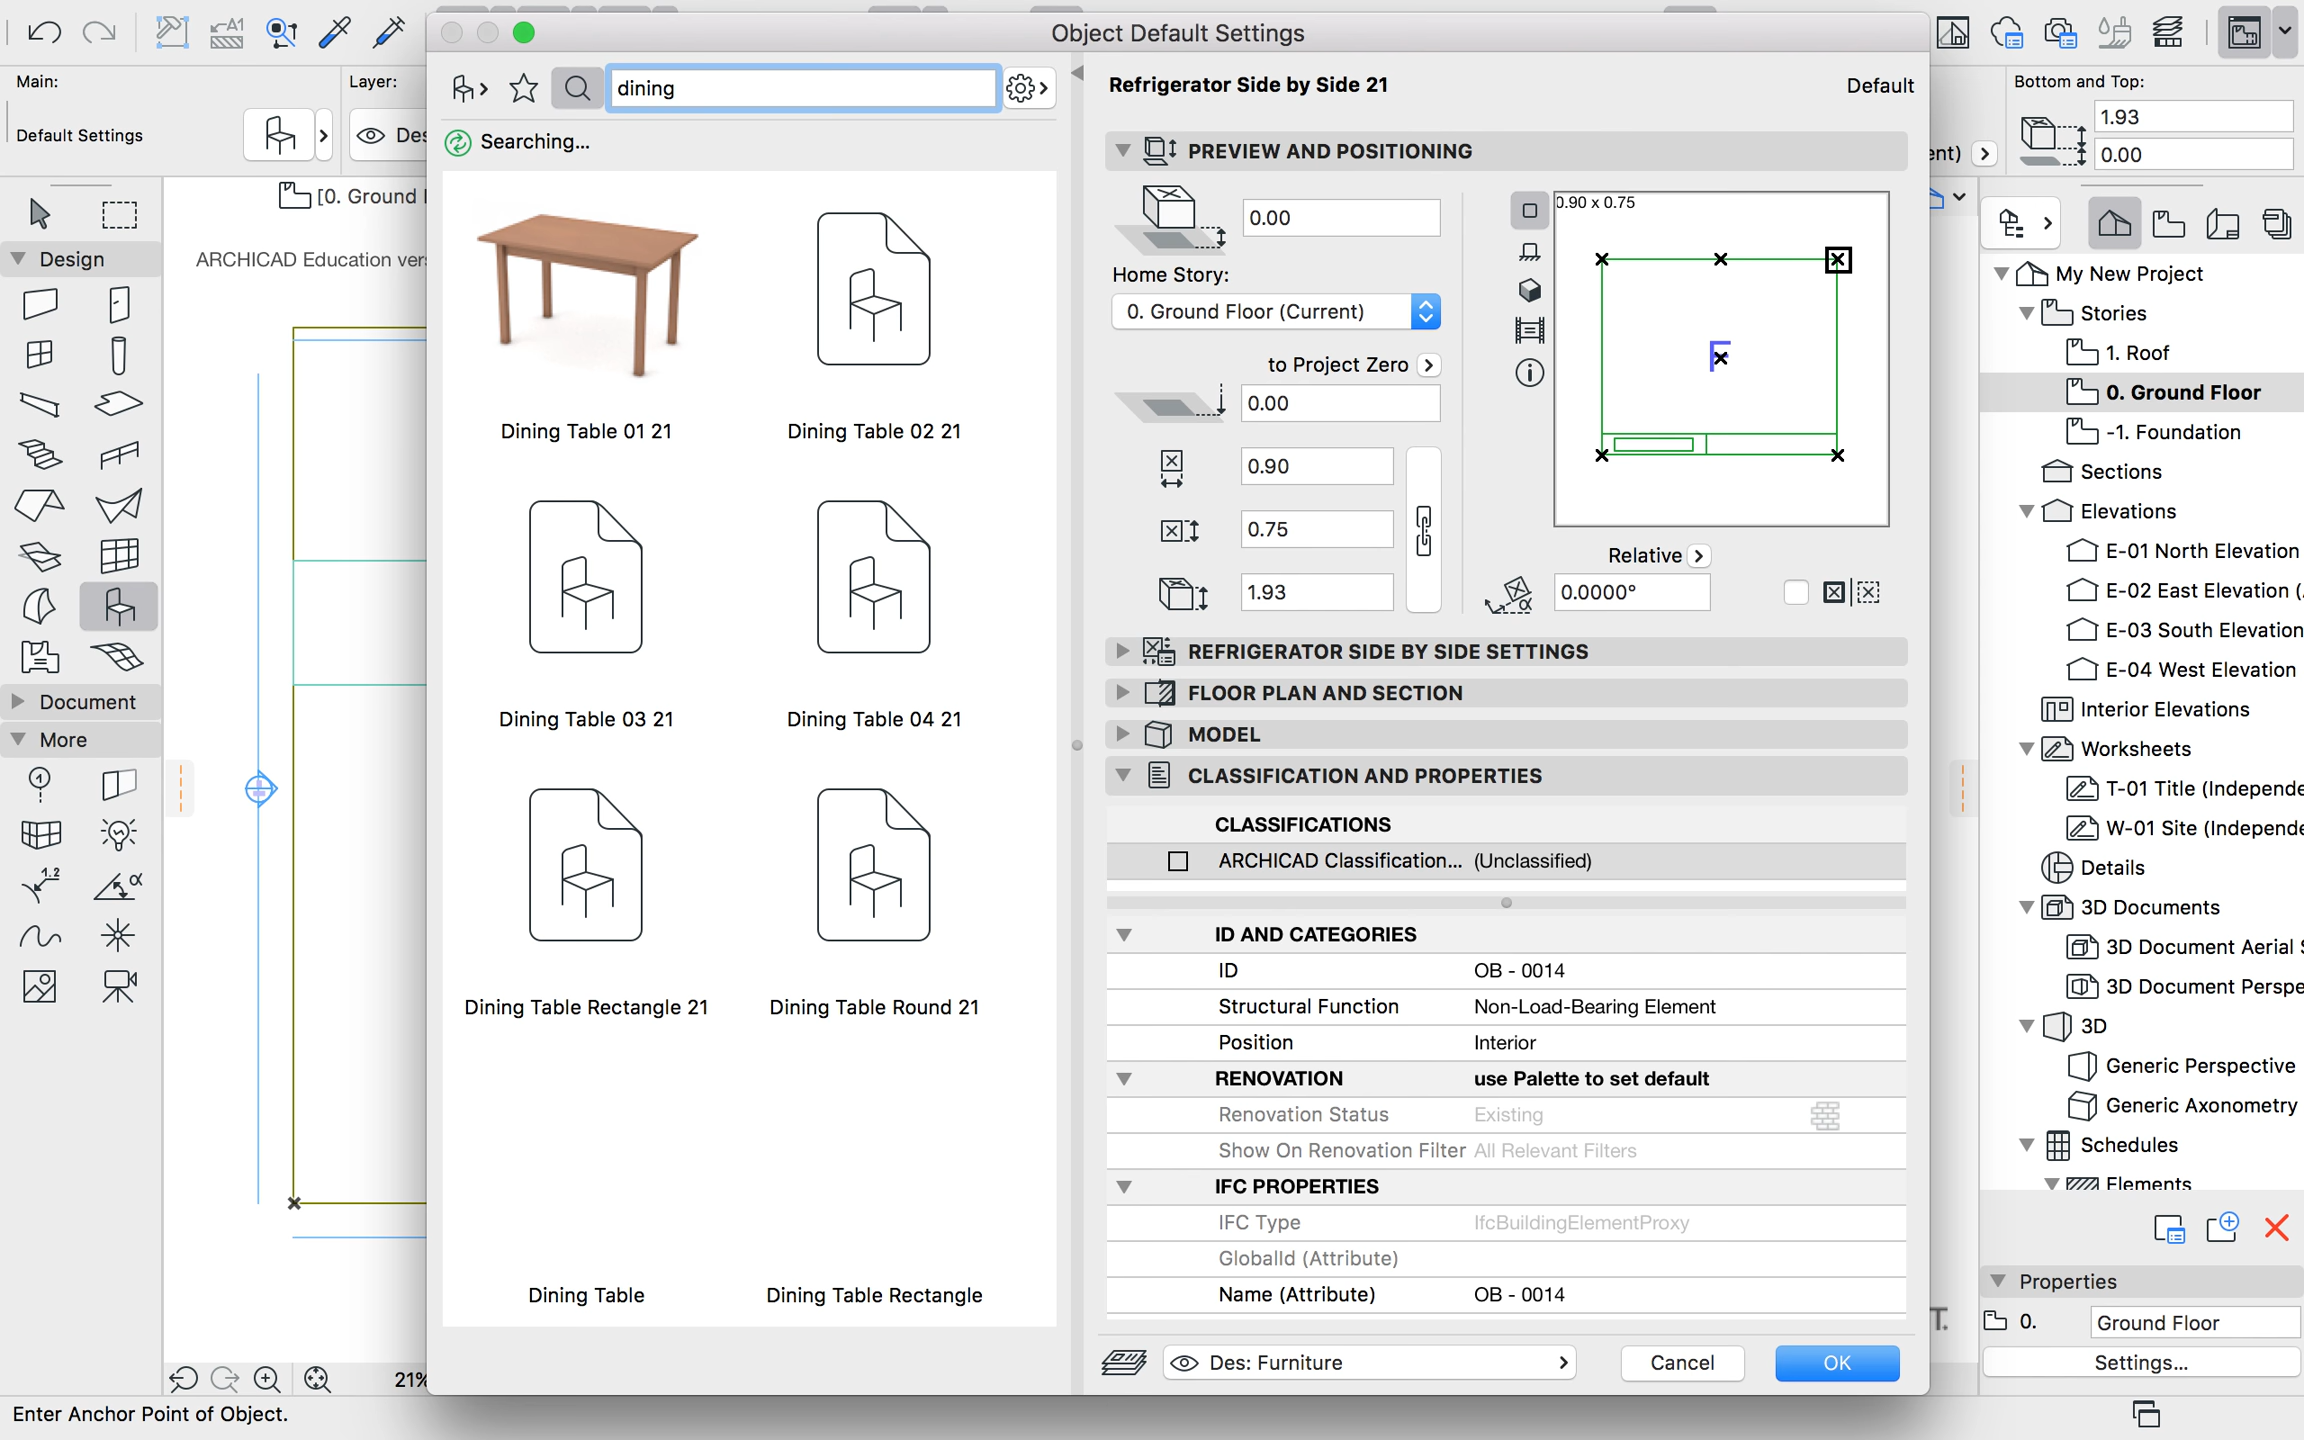 Object Default Settings
Main:
Layer:
Default Settings
Des
dining
Searching...
Refrigerator Side by Side 21
Default
Bottom and Top:
1.93
0.00
ent)
[0. Ground
ARCHICAD Education ver
Design
Document
More
Dining Table 01 21
Dining Table 02 21
Dining Table 03 21
Dining Table 04 21
Dining Table Rectangle 21
Dining Table Round 21
Dining Table
Dining Table Rectangle
PREVIEW AND POSITIONING
0.00
Home Story:
0. Ground Floor (Current)
to Project Zero
0.00
0.90
0.75
1.93
0.90 x 0.75
F
Relative
0.0000°
REFRIGERATOR SIDE BY SIDE SETTINGS
FLOOR PLAN AND SECTION
MODEL
CLASSIFICATION AND PROPERTIES
CLASSIFICATIONS
ARCHICAD Classification... (Unclassified)
ID AND CATEGORIES
ID OB - 0014
Structural Function Non-Load-Bearing Element
Position Interior
RENOVATION use Palette to set default
Renovation Status Existing
Show On Renovation Filter All Relevant Filters
IFC PROPERTIES
IFC Type IfcBuildingElementProxy
GlobalId (Attribute)
Name (Attribute) OB - 0014
Des: Furniture
Cancel
OK
My New Project
Stories
1. Roof
0. Ground Floor
-1. Foundation
Sections
Elevations
E-01 North Elevation
E-02 East Elevation (
E-03 South Elevation
E-04 West Elevation
Interior Elevations
Worksheets
T-01 Title (Independe
W-01 Site (Independe
Details
3D Documents
3D Document Aerial S
3D Document Perspe
3D
Generic Perspective
Generic Axonometry
Schedules
Elements
Properties
0. Ground Floor
Settings...
21%
Enter Anchor Point of Object.